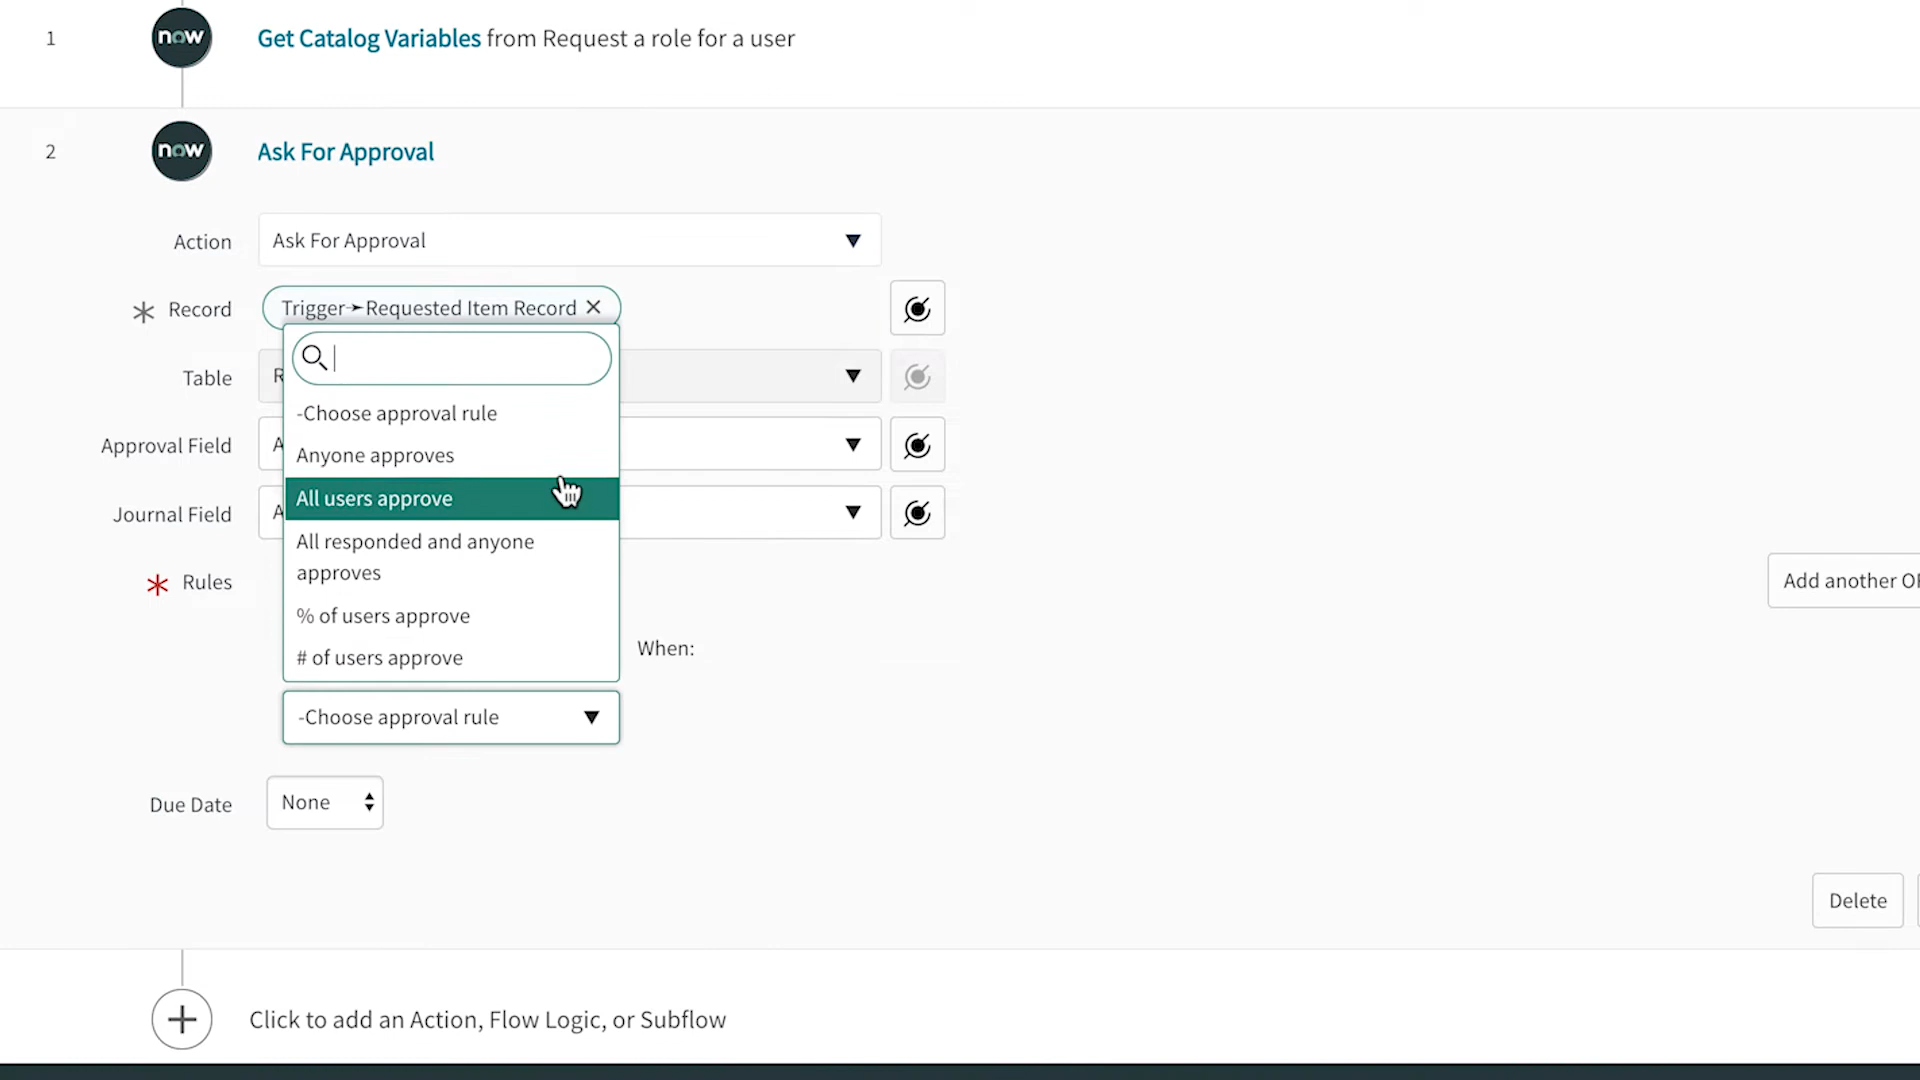 1
now
Get Catalog Variables from Request a role for a user
2
now
Ask For Approval
Action
Ask For Approval
Record
Trigger➛Requested Item Record
Table
R
-Choose approval rule
Approval Field
A
Anyone approves
All users approve
Journal Field
A
All responded and anyone
approves
Rules
Add another OR
% of users approve
# of users approve
When:
-Choose approval rule
Due Date
None
Delete
Click to add an Action, Flow Logic, or Subflow